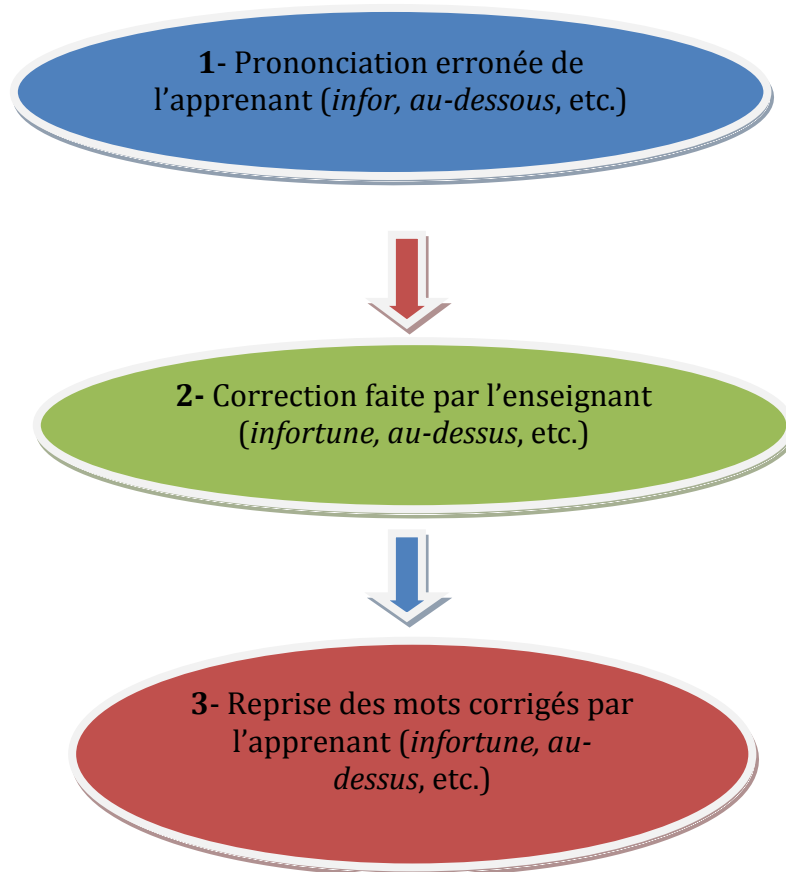 1- Prononciation erronée de
l’apprenant (infor, au-dessous, etc.)
2- Correction faite par l’enseignant
(infortune, au-dessus, etc.)
3- Reprise des mots corrigés par
l’apprenant (infortune, au-
dessus, etc.)